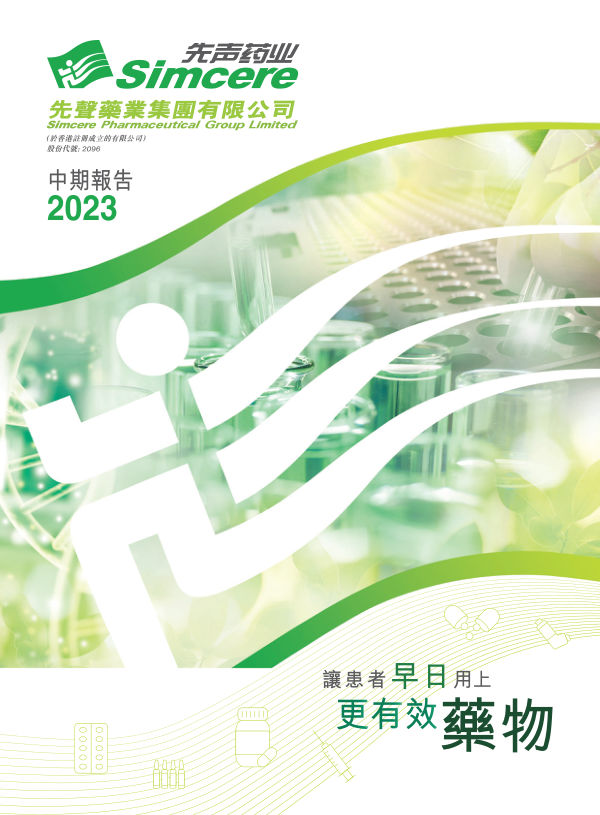 先声药业
Simcere
先聲藥業集團有限公司
Simcere Pharmaceutical Group Limited
(於香港註冊成立的有限公司)
股份代號: 2096
中期報告
2023
讓患者早日用上
更有效藥物